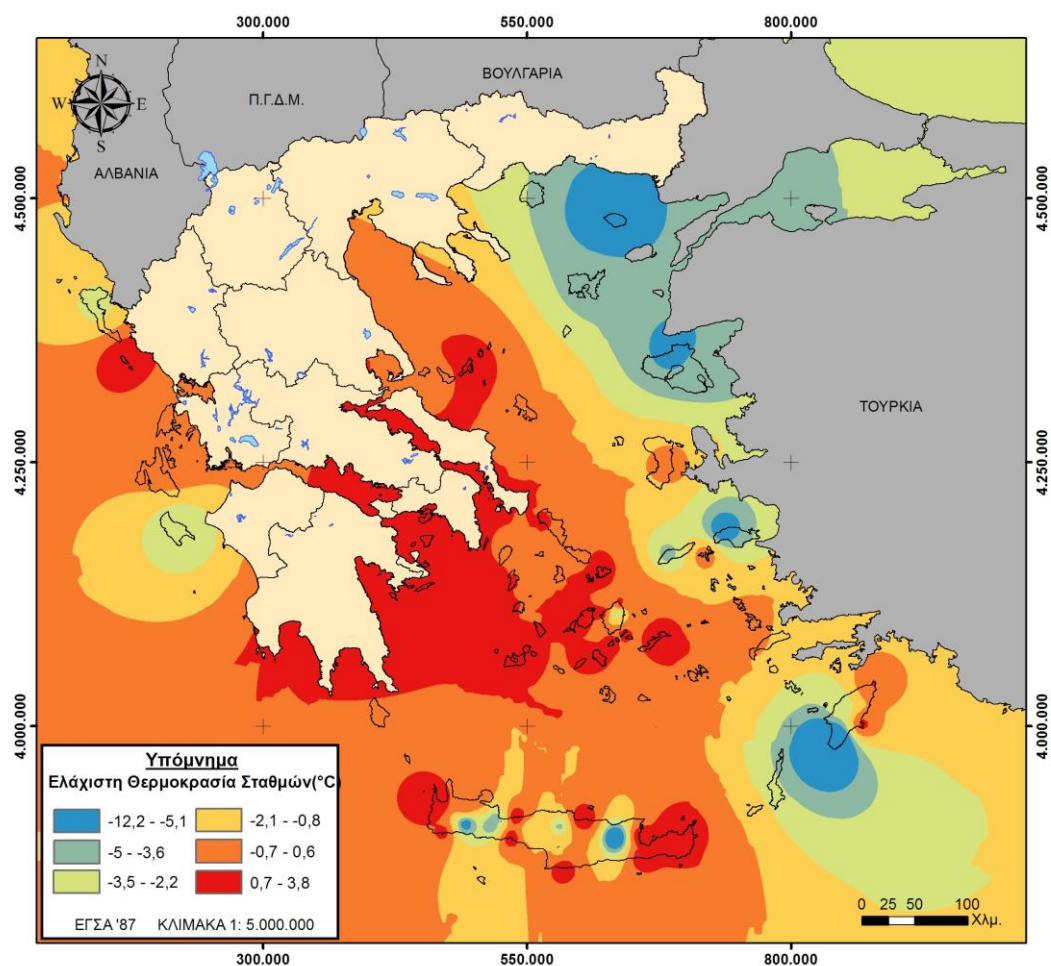 300.000
550.000
800.000
N
W
E
S
ΒΟΥΛΓΑΡΙΑ
Π.Γ.Δ.Μ.
ΑΛΒΑΝΙΑ
ΤΟΥΡΚΙΑ
4.500.000
4.500.000
4.250.000
4.250.000
4.000.000
4.000.000
Υπόμνημα
Ελάχιστη Θερμοκρασία Σταθμών(°C)
-12,2 - -5,1
-2,1 - -0,8
-5 - -3,6
-0,7 - 0,6
-3,5 - -2,2
0,7 - 3,8
ΕΓΣΑ '87 ΚΛΙΜΑΚΑ 1: 5.000.000
0 25 50 100
Χλμ.
300.000
550.000
800.000